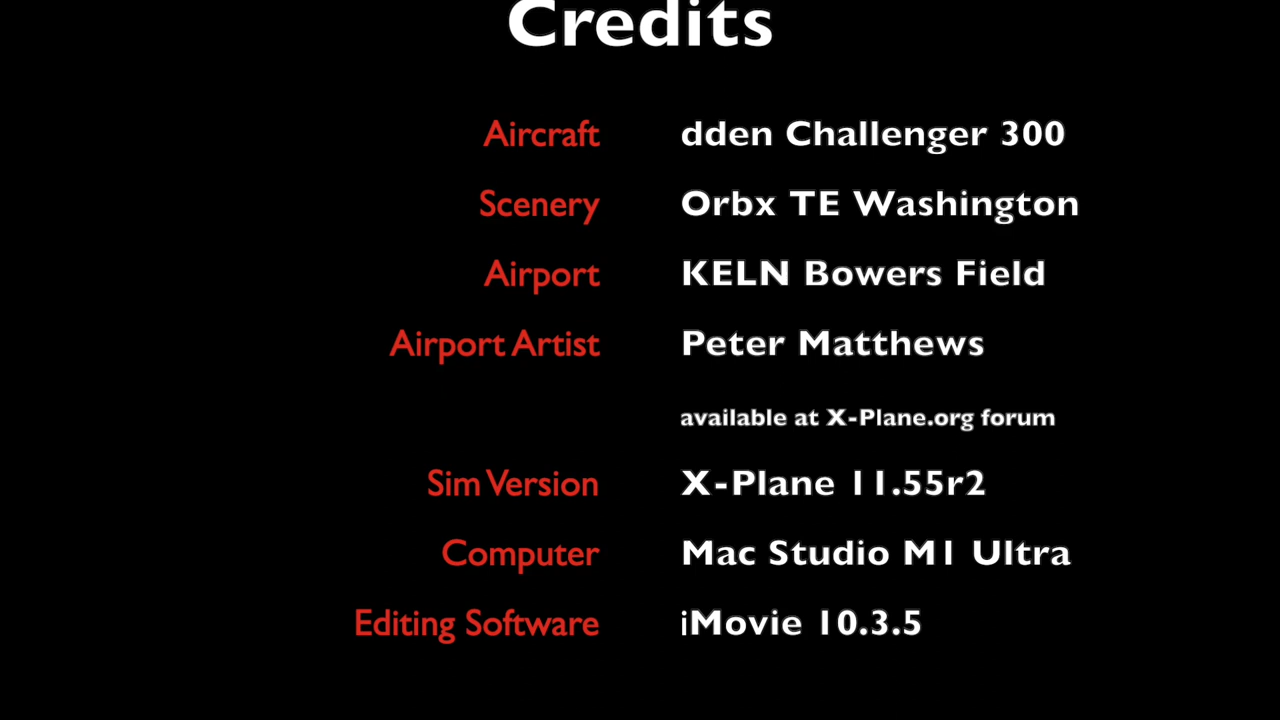 Credits
Aircraft dden Challenger 300
Scenery Orbx TE Washington
Airport KELN Bowers Field
Airport Artist Peter Matthews
available at X-Plane.org forum
Sim Version X-Plane 11.55r2
Computer Mac Studio M1 Ultra
Editing Software iMovie 10.3.5